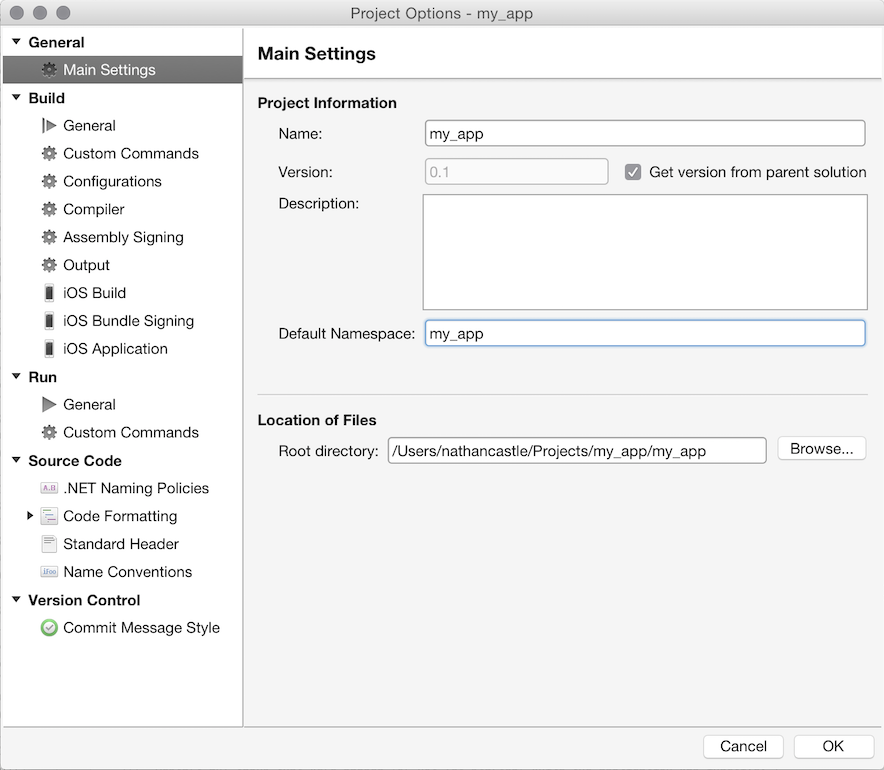 Project Options - my_app
General
Main Settings
Build
General
Custom Commands
Configurations
Compiler
Assembly Signing
Output
iOS Build
iOS Bundle Signing
iOS Application
Run
General
Custom Commands
Source Code
A.B .NET Naming Policies
Code Formatting
Standard Header
iFoo Name Conventions
Version Control
Commit Message Style
Main Settings
Project Information
Name: my_app
Version: 0.1 Get version from parent solution
Description:
Default Namespace: my_app
Location of Files
Root directory: /Users/nathancastle/Projects/my_app/my_app Browse...
Cancel OK